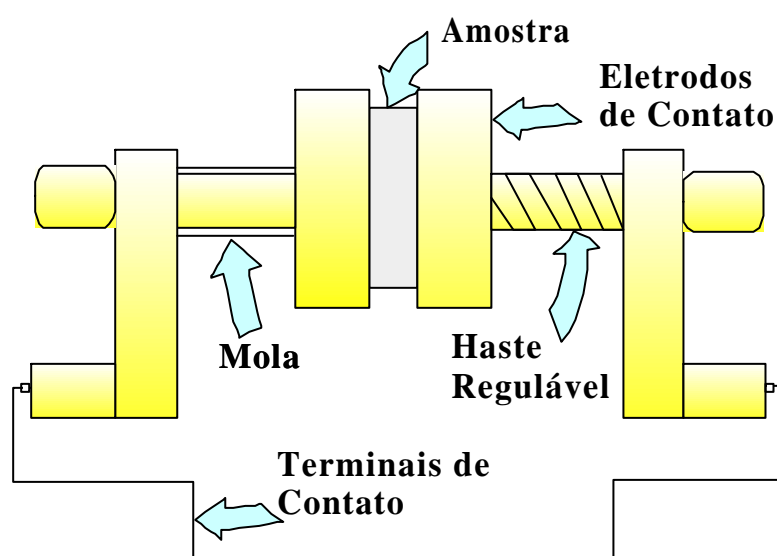 Amostra
Eletrodos
de Contato
Mola
Haste
Regulável
Terminais de
Contato